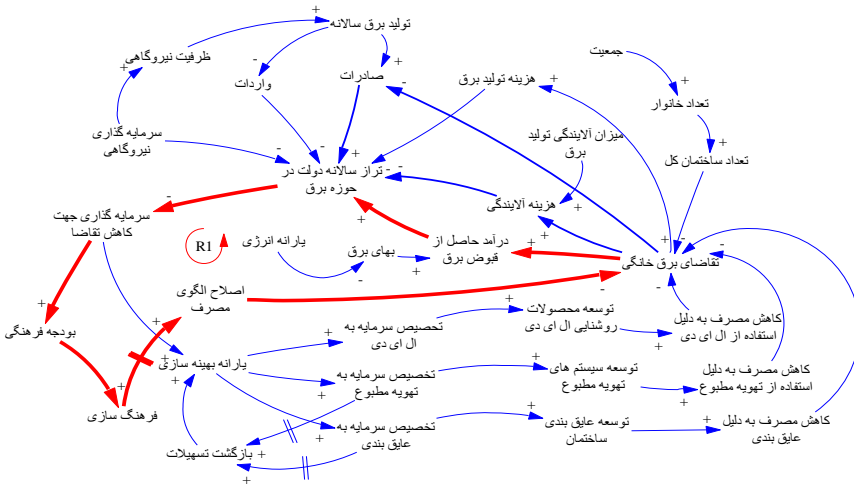 تولید برق سالانه
ظرفیت نیروگاهی
واردات
صادرات
هزینه تولید برق
جمعیت
تعداد خانوار
سرمایه گذاری
نیروگاهی
میزان آلایندگی تولید
برق
تعداد ساختمان کل
تراز سالانه دولت در
حوزه برق
هزینه آلایندگی
سرمایه گذاری جهت
کاهش تقاضا
R1
یارانه انرژی
بهای برق
درآمد حاصل از
قبوض برق
تقاضای برق خانگی
اصلاح الگوی
مصرف
بودجه فرهنگی
فرهنگ سازی
یارانه بهینه سازی
تخصیص سرمایه به
ال ای دی
توسعه محصولات
روشنایی ال ای دی
کاهش مصرف به دلیل
استفاده از ال ای دی
تخصیص سرمایه به
تهویه مطبوع
توسعه سیستم های
تهویه مطبوع
کاهش مصرف به دلیل
استفاده از تهویه مطبوع
تخصیص سرمایه به
عایق بندی
توسعه عایق بندی
ساختمان
کاهش مصرف به دلیل
عایق بندی
بازگشت تسهیلات